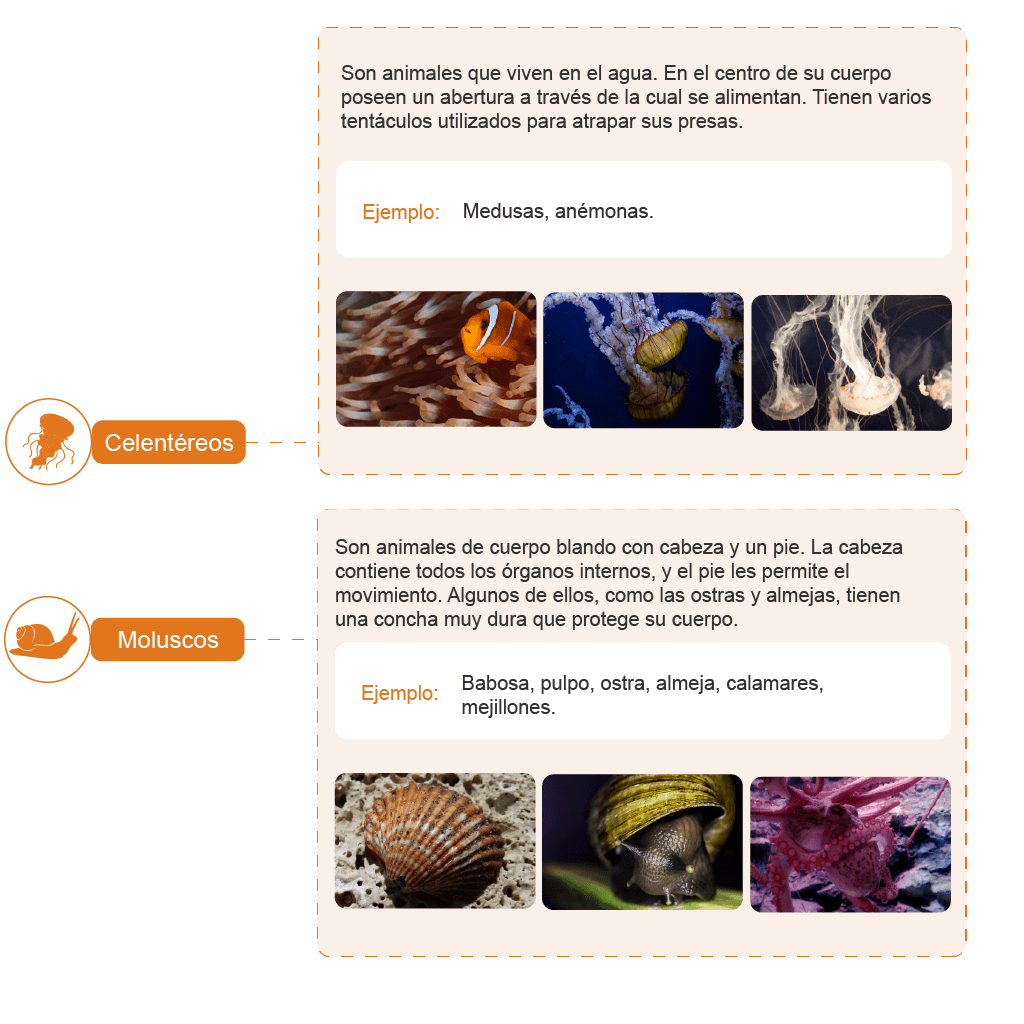 Son animales que viven en el agua. En el centro de su cuerpo
poseen un abertura a través de la cual se alimentan. Tienen varios
tentáculos utilizados para atrapar sus presas.
Ejemplo: Medusas, anémonas.
Celentéreos
Son animales de cuerpo blando con cabeza y un pie. La cabeza
contiene todos los órganos internos, y el pie les permite el
movimiento. Algunos de ellos, como las ostras y almejas, tienen
una concha muy dura que protege su cuerpo.
Moluscos
Ejemplo: Babosa, pulpo, ostra, almeja, calamares,
mejillones.